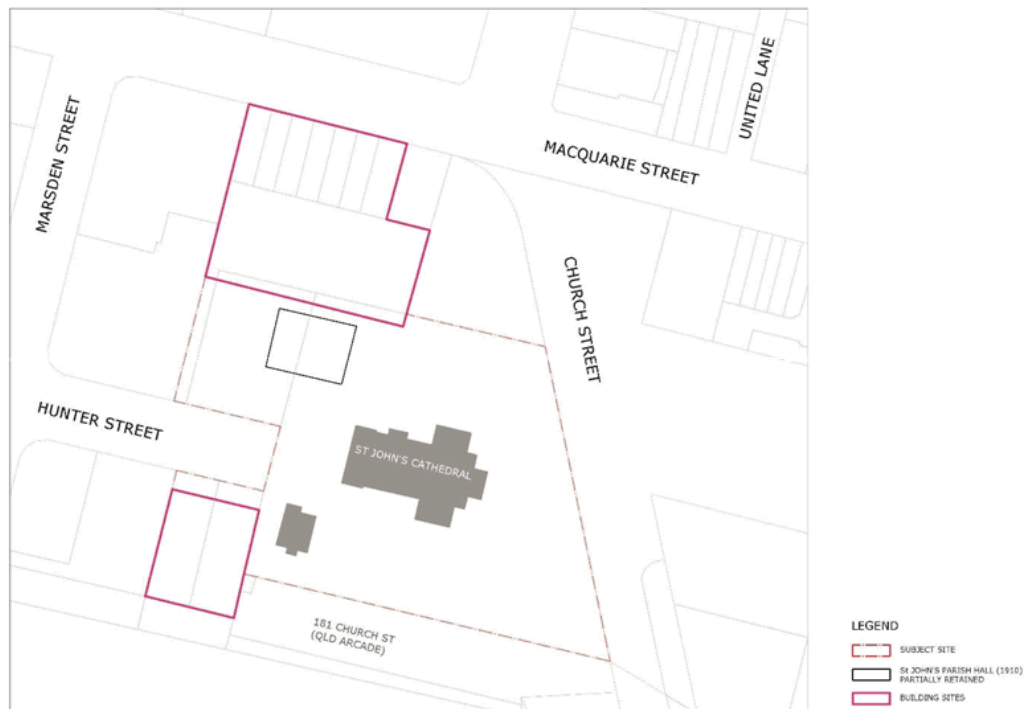 MARSDEN STREET
UNITED LANE
MACQUARIE STREET
CHURCH STREET
HUNTER STREET
ST JOHN'S CATHEDRAL
181 CHURCH ST
(QLD ARCADE)
LEGEND
SUBJECT SITE
St JOHN'S PARISH HALL (1910)
PARTIALLY RETAINED
BUILDING SITES